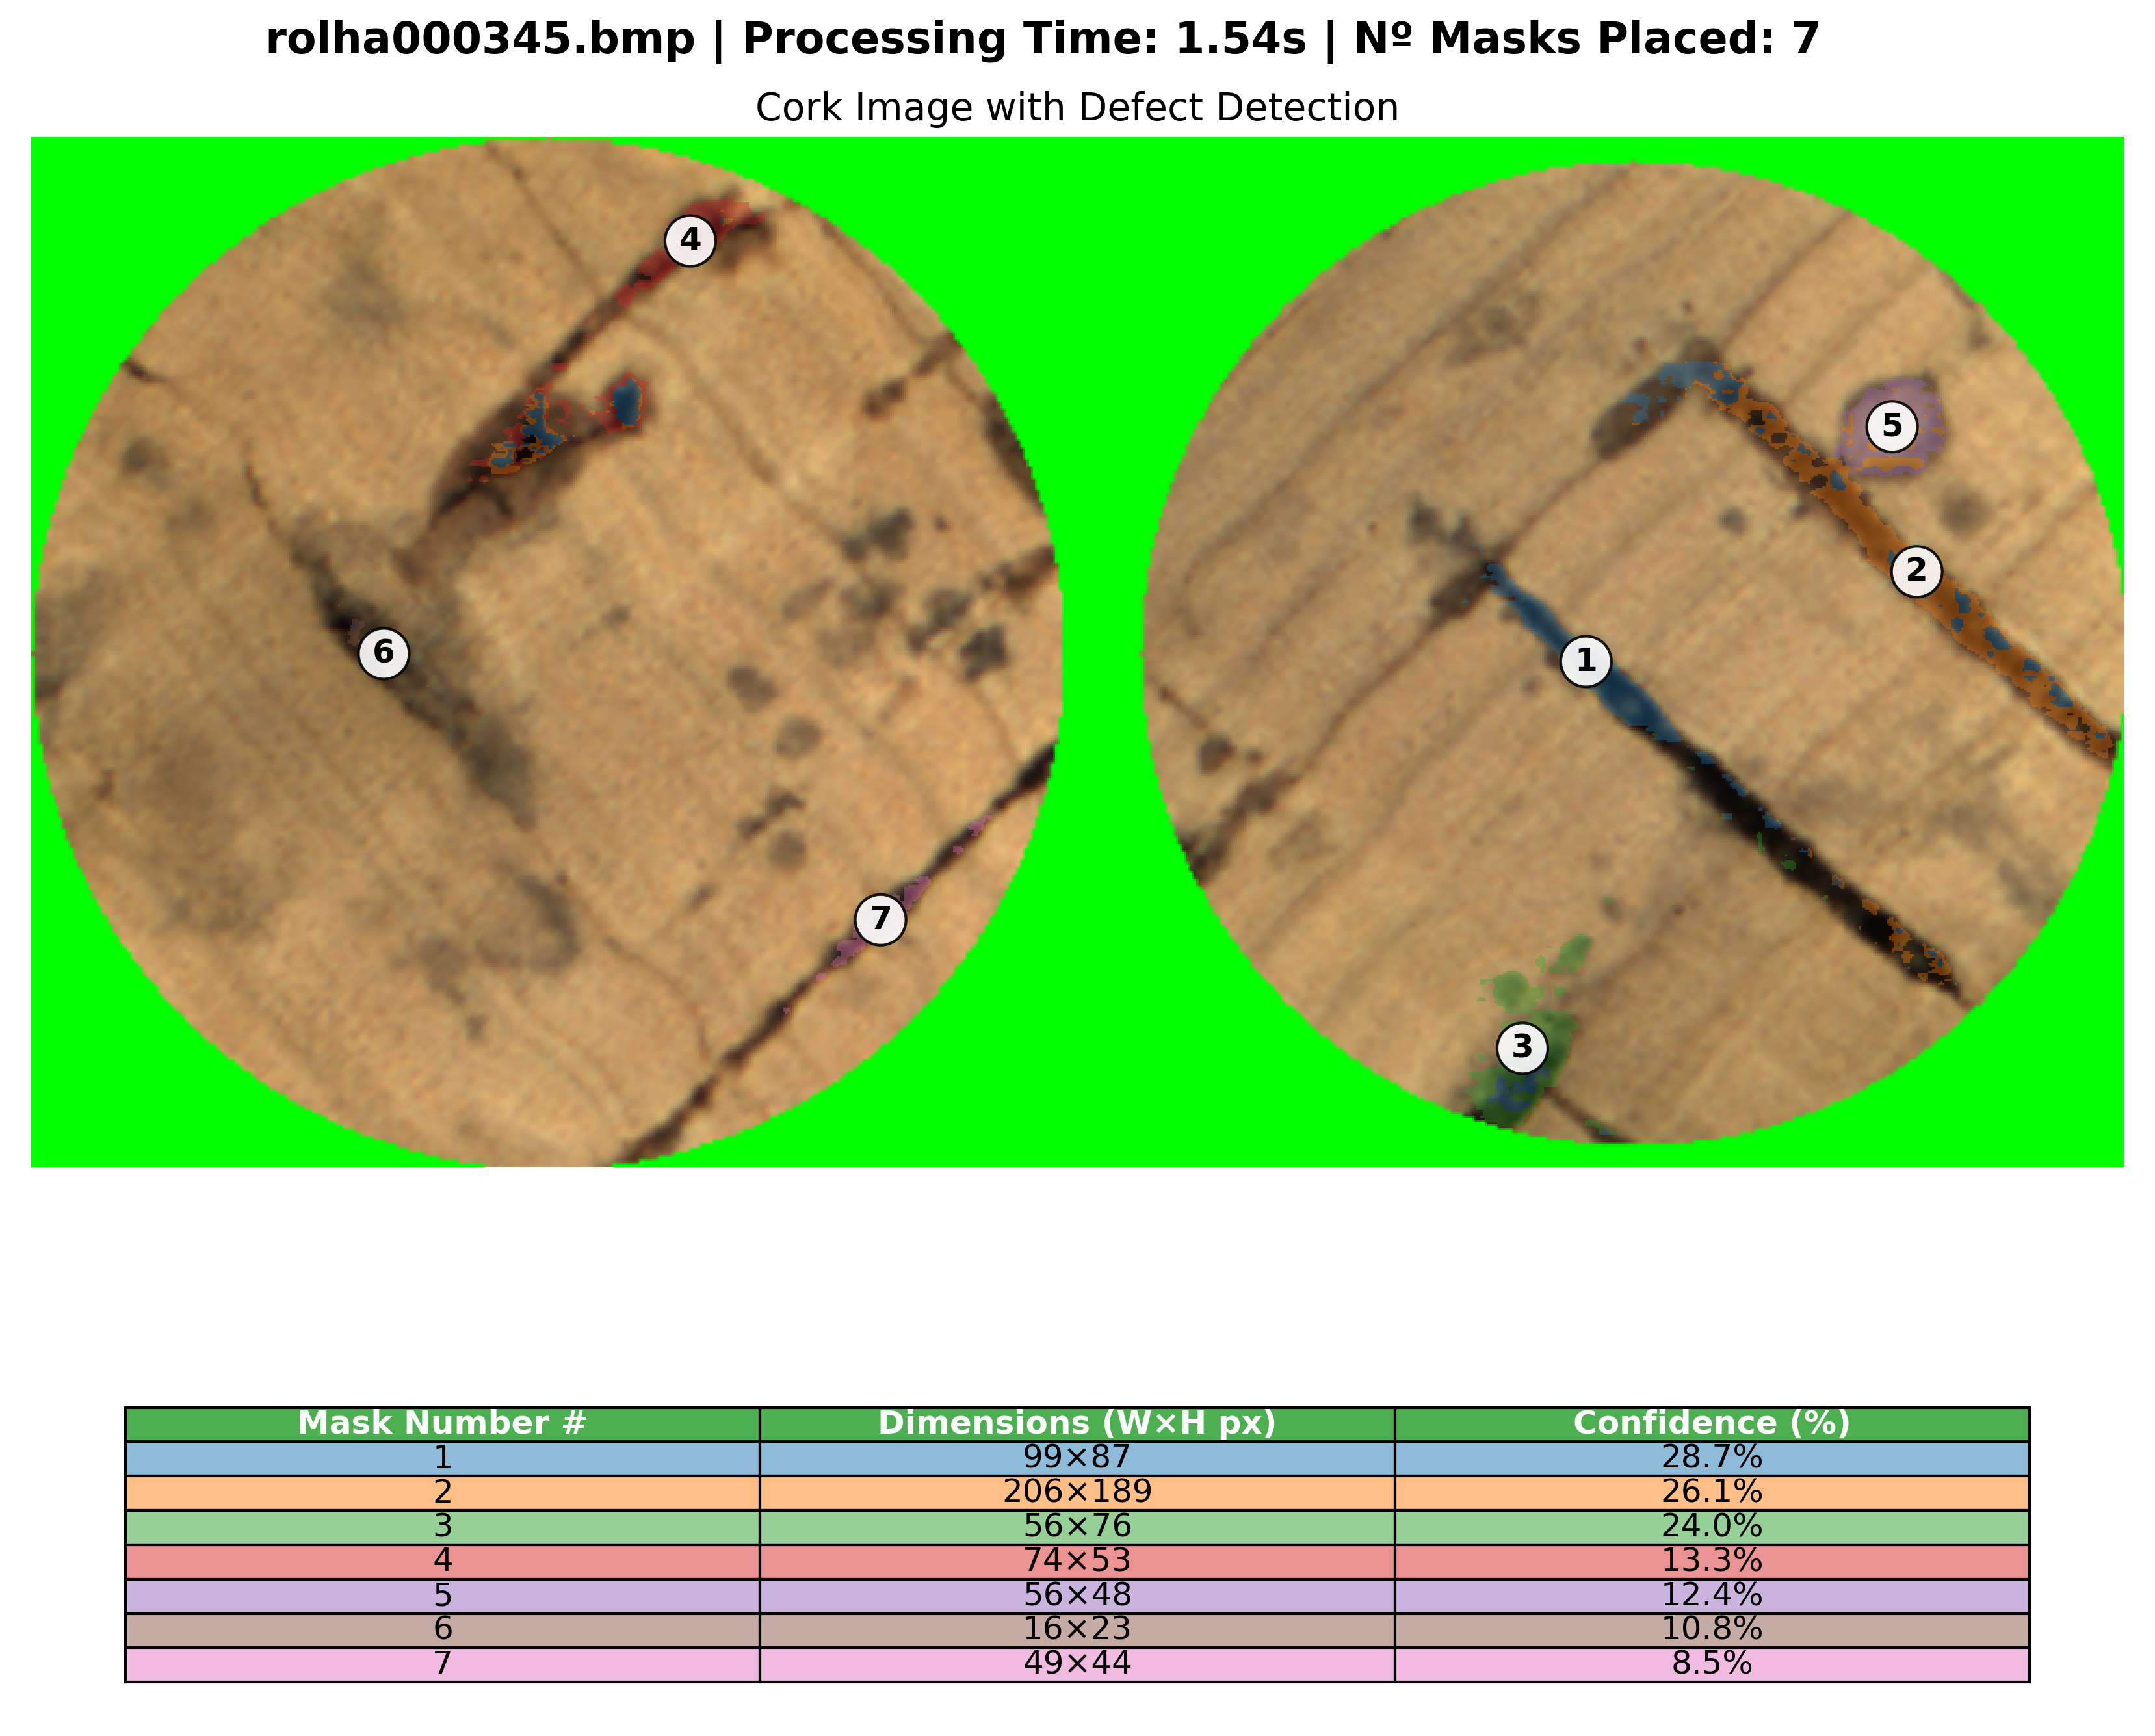 rolha000345.bmp | Processing Time: 1.54s | Nº Masks Placed: 7
Cork Image with Defect Detection
4
5
2
6
1
7
3
Mask Number # Dimensions (W×H px) Confidence (%)
1 99×87 28.7%
2 206×189 26.1%
3 56×76 24.0%
4 74×53 13.3%
5 56×48 12.4%
6 16×23 10.8%
7 49×44 8.5%